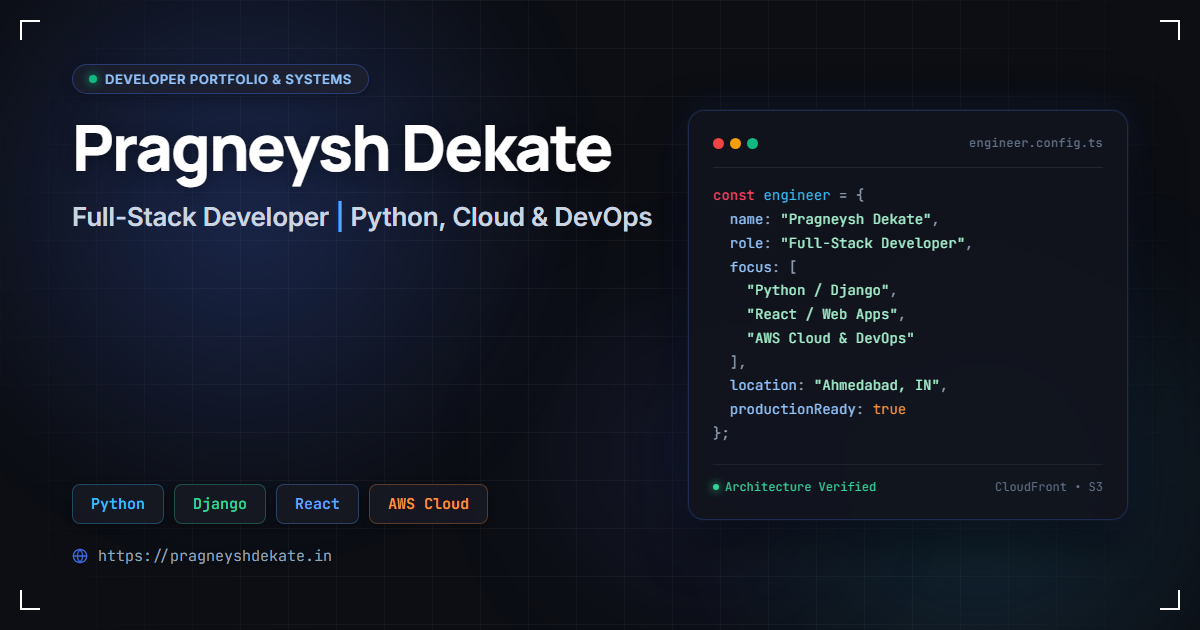 DEVELOPER PORTFOLIO & SYSTEMS
Pragneysh Dekate
Full-Stack Developer | Python, Cloud & DevOps
Python
Django
React
AWS Cloud
https://pragneyshdekate.in
engineer.config.ts
const engineer = {
  name: "Pragneysh Dekate",
  role: "Full-Stack Developer",
  focus: [
    "Python / Django",
    "React / Web Apps",
    "AWS Cloud & DevOps"
  ],
  location: "Ahmedabad, IN",
  productionReady: true
};
Architecture Verified
CloudFront • S3